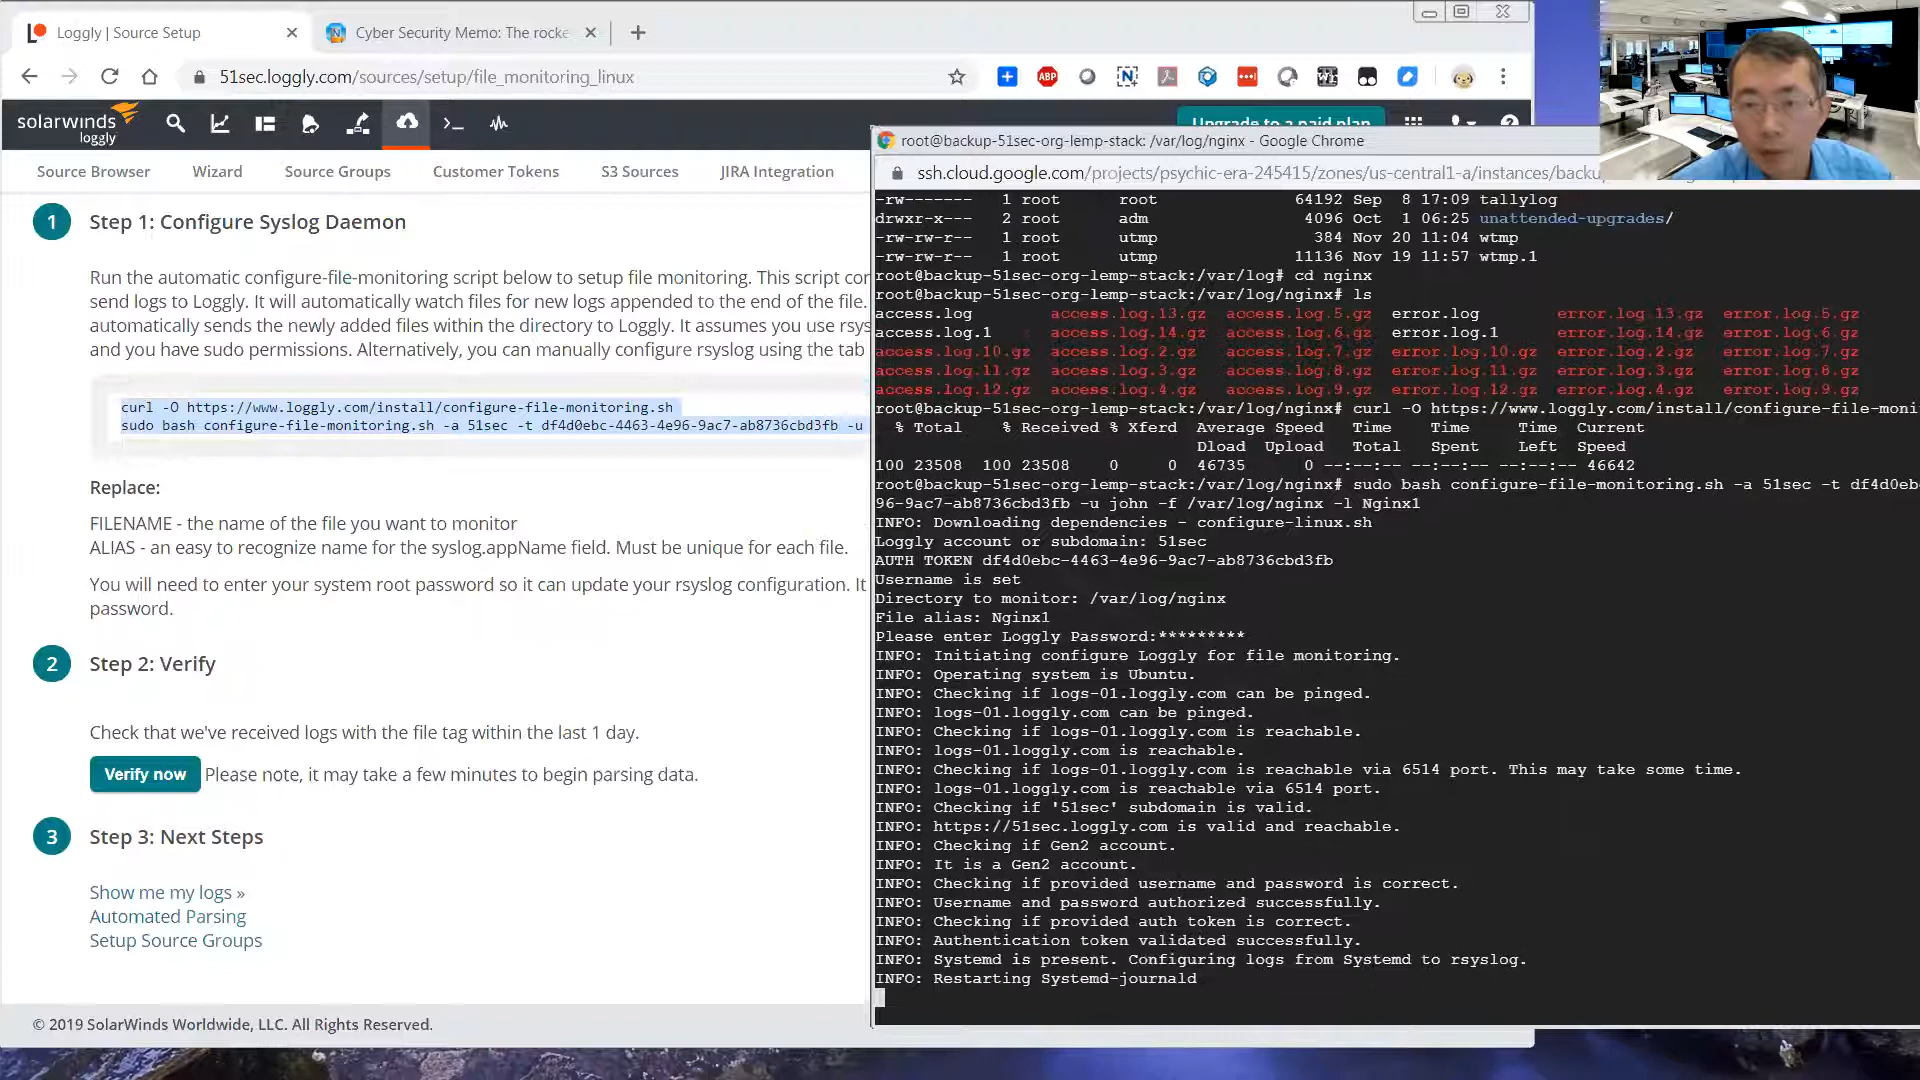 Loggly | Source Setup
Cyber Security Memo: The rocke
51sec.loggly.com/sources/setup/file_monitoring_linux
ABP
solarwinds
loggly
Upgrade to a paid plan
Source Browser Wizard Source Groups Customer Tokens S3 Sources JIRA Integration
1 Step 1: Configure Syslog Daemon
Run the automatic configure-file-monitoring script below to setup file monitoring. This script cor
send logs to Loggly. It will automatically watch files for new logs appended to the end of the file.
automatically sends the newly added files within the directory to Loggly. It assumes you use rsys
and you have sudo permissions. Alternatively, you can manually configure rsyslog using the tab
curl -O https://www.loggly.com/install/configure-file-monitoring.sh
sudo bash configure-file-monitoring.sh -a 51sec -t df4d0ebc-4463-4e96-9ac7-ab8736cbd3fb -u
Replace:
FILENAME - the name of the file you want to monitor
ALIAS - an easy to recognize name for the syslog.appName field. Must be unique for each file.
You will need to enter your system root password so it can update your rsyslog configuration. It
password.
2 Step 2: Verify
Check that we've received logs with the file tag within the last 1 day.
Verify now Please note, it may take a few minutes to begin parsing data.
3 Step 3: Next Steps
Show me my logs »
Automated Parsing
Setup Source Groups
© 2019 SolarWinds Worldwide, LLC. All Rights Reserved.
root@backup-51sec-org-lemp-stack: /var/log/nginx - Google Chrome
ssh.cloud.google.com/projects/psychic-era-245415/zones/us-central1-a/instances/backup
-rw------- 1 root root 64192 Sep 8 17:09 tallylog
drwxr-x--- 2 root adm 4096 Oct 1 06:25 unattended-upgrades/
-rw-rw-r-- 1 root utmp 384 Nov 20 11:04 wtmp
-rw-rw-r-- 1 root utmp 11136 Nov 19 11:57 wtmp.1
root@backup-51sec-org-lemp-stack:/var/log# cd nginx
root@backup-51sec-org-lemp-stack:/var/log/nginx# ls
access.log access.log.13.gz access.log.5.gz error.log error.log.13.gz error.log.5.gz
access.log.1 access.log.14.gz access.log.6.gz error.log.1 error.log.14.gz error.log.6.gz
access.log.10.gz access.log.2.gz access.log.7.gz error.log.10.gz error.log.2.gz error.log.7.gz
access.log.11.gz access.log.3.gz access.log.8.gz error.log.11.gz error.log.3.gz error.log.8.gz
access.log.12.gz access.log.4.gz access.log.9.gz error.log.12.gz error.log.4.gz error.log.9.gz
root@backup-51sec-org-lemp-stack:/var/log/nginx# curl -O https://www.loggly.com/install/configure-file-moni
% Total % Received % Xferd Average Speed Time Time Time Current
Dload Upload Total Spent Left Speed
100 23508 100 23508 0 0 46735 0 --:--:-- --:--:-- --:--:-- 46642
root@backup-51sec-org-lemp-stack:/var/log/nginx# sudo bash configure-file-monitoring.sh -a 51sec -t df4d0eb
96-9ac7-ab8736cbd3fb -u john -f /var/log/nginx -l Nginx1
INFO: Downloading dependencies - configure-linux.sh
Loggly account or subdomain: 51sec
AUTH TOKEN df4d0ebc-4463-4e96-9ac7-ab8736cbd3fb
Username is set
Directory to monitor: /var/log/nginx
File alias: Nginx1
Please enter Loggly Password:*********
INFO: Initiating configure Loggly for file monitoring.
INFO: Operating system is Ubuntu.
INFO: Checking if logs-01.loggly.com can be pinged.
INFO: logs-01.loggly.com can be pinged.
INFO: Checking if logs-01.loggly.com is reachable.
INFO: logs-01.loggly.com is reachable.
INFO: Checking if logs-01.loggly.com is reachable via 6514 port. This may take some time.
INFO: logs-01.loggly.com is reachable via 6514 port.
INFO: Checking if '51sec' subdomain is valid.
INFO: https://51sec.loggly.com is valid and reachable.
INFO: Checking if Gen2 account.
INFO: It is a Gen2 account.
INFO: Checking if provided username and password is correct.
INFO: Username and password authorized successfully.
INFO: Checking if provided auth token is correct.
INFO: Authentication token validated successfully.
INFO: Systemd is present. Configuring logs from Systemd to rsyslog.
INFO: Restarting Systemd-journald